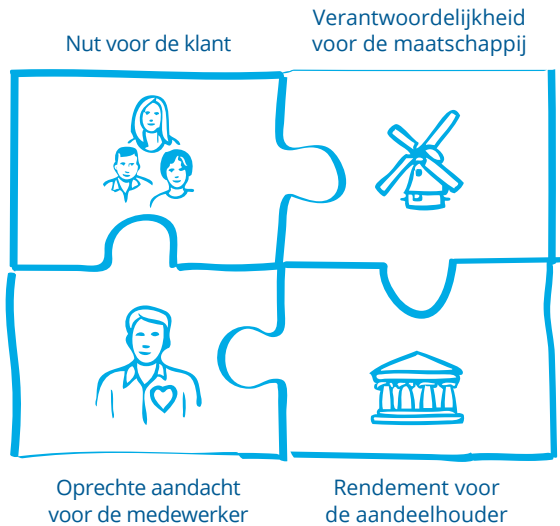 Nut voor de klant
Verantwoordelijkheid
voor de maatschappij
Oprechte aandacht
voor de medewerker
Rendement voor
de aandeelhouder